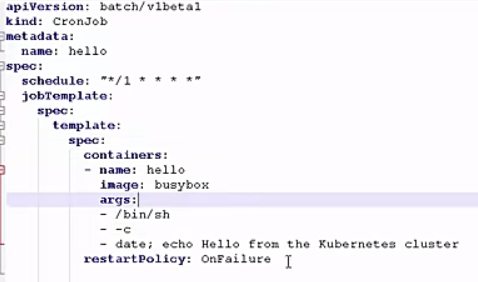 apiVersion: batch/v1beta1
kind: CronJob
metadata:
  name: hello
spec:
  schedule: "*/1 * * * *"
  jobTemplate:
    spec:
      template:
        spec:
          containers:
          - name: hello
            image: busybox
            args:
            - /bin/sh
            - -c
            - date; echo Hello from the Kubernetes cluster
          restartPolicy: OnFailure